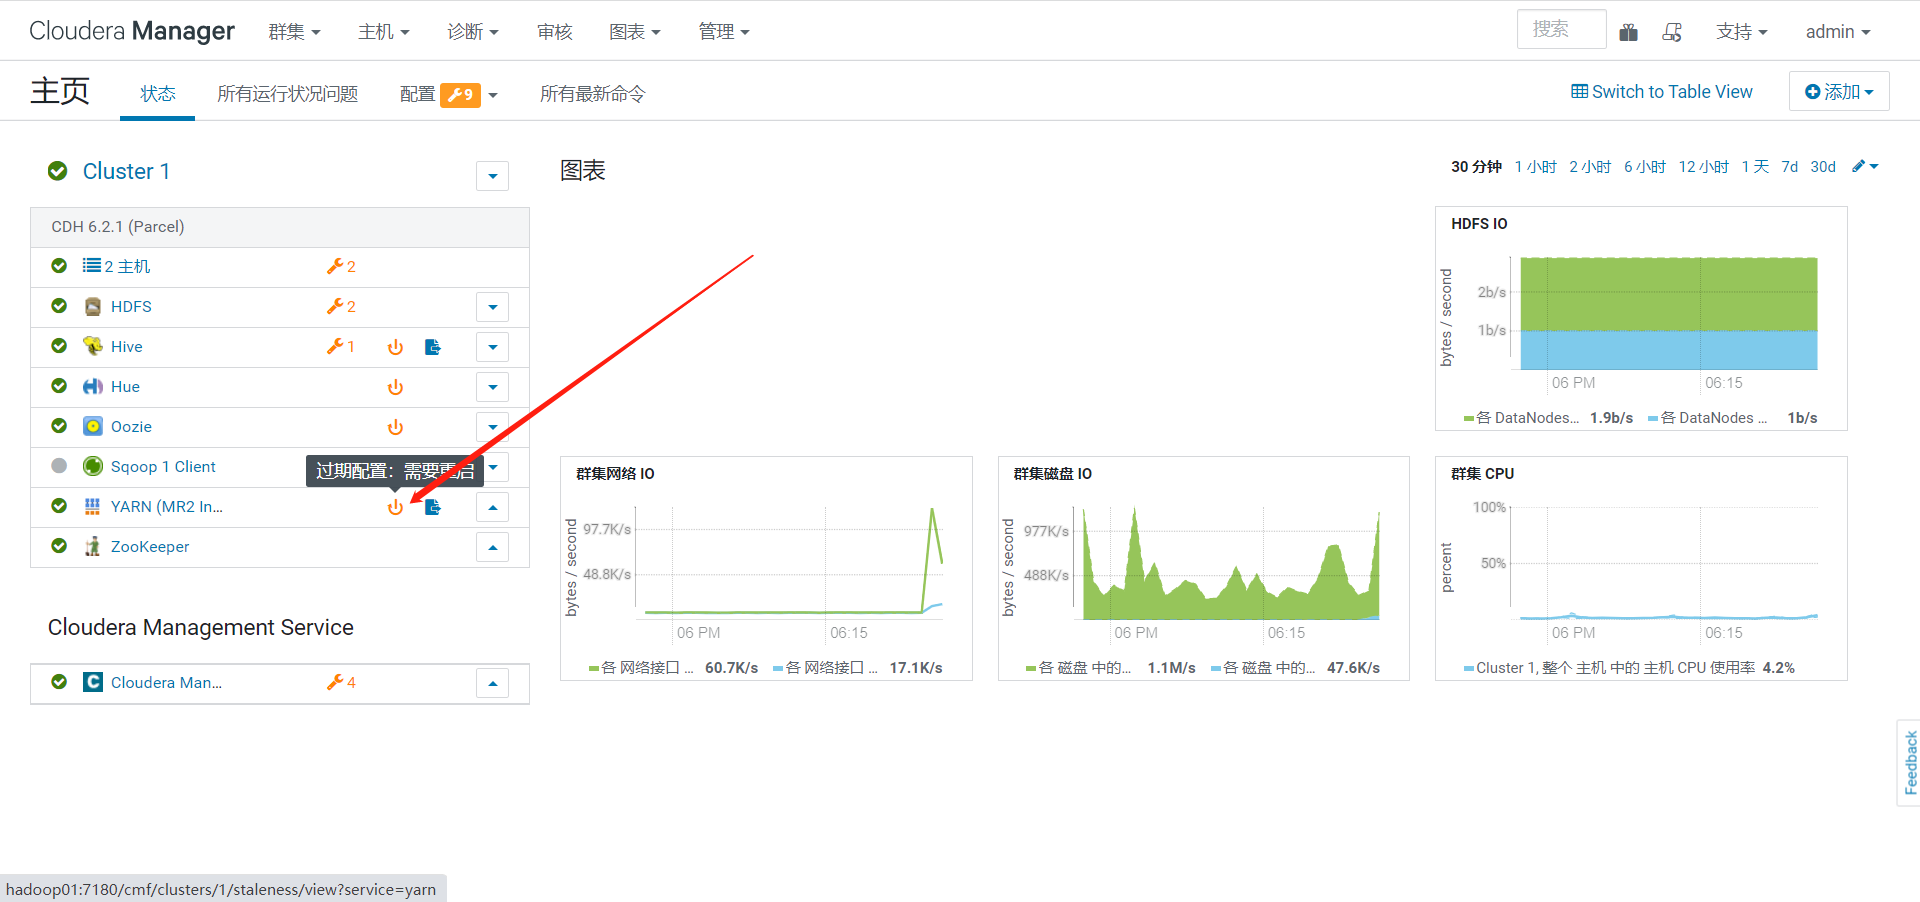 Cloudera Manager 群集 主机 诊断 审核 图表 管理 搜索 支持 admin
主页 状态 所有运行状况问题 配置 9 所有最新命令 Switch to Table View 添加
Cluster 1
CDH 6.2.1 (Parcel)
2 主机 2
HDFS 2
Hive 1
Hue
Oozie
Sqoop 1 Client
过期配置：需要重启
YARN (MR2 In...
ZooKeeper
Cloudera Management Service
Cloudera Man... 4
图表
30 分钟 1 小时 2 小时 6 小时 12 小时 1 天 7d 30d
HDFS IO
bytes / second
2b/s
1b/s
06 PM 06:15
各 DataNodes... 1.9b/s 各 DataNodes ... 1b/s
群集网络 IO
bytes / second
97.7K/s
48.8K/s
06 PM 06:15
各 网络接口 ... 60.7K/s 各 网络接口 ... 17.1K/s
群集磁盘 IO
bytes / second
977K/s
488K/s
06 PM 06:15
各 磁盘 中的... 1.1M/s 各 磁盘 中的... 47.6K/s
群集 CPU
percent
100%
50%
06 PM 06:15
Cluster 1, 整个 主机 中的 主机 CPU 使用率 4.2%
Feedback
hadoop01:7180/cmf/clusters/1/staleness/view?service=yarn